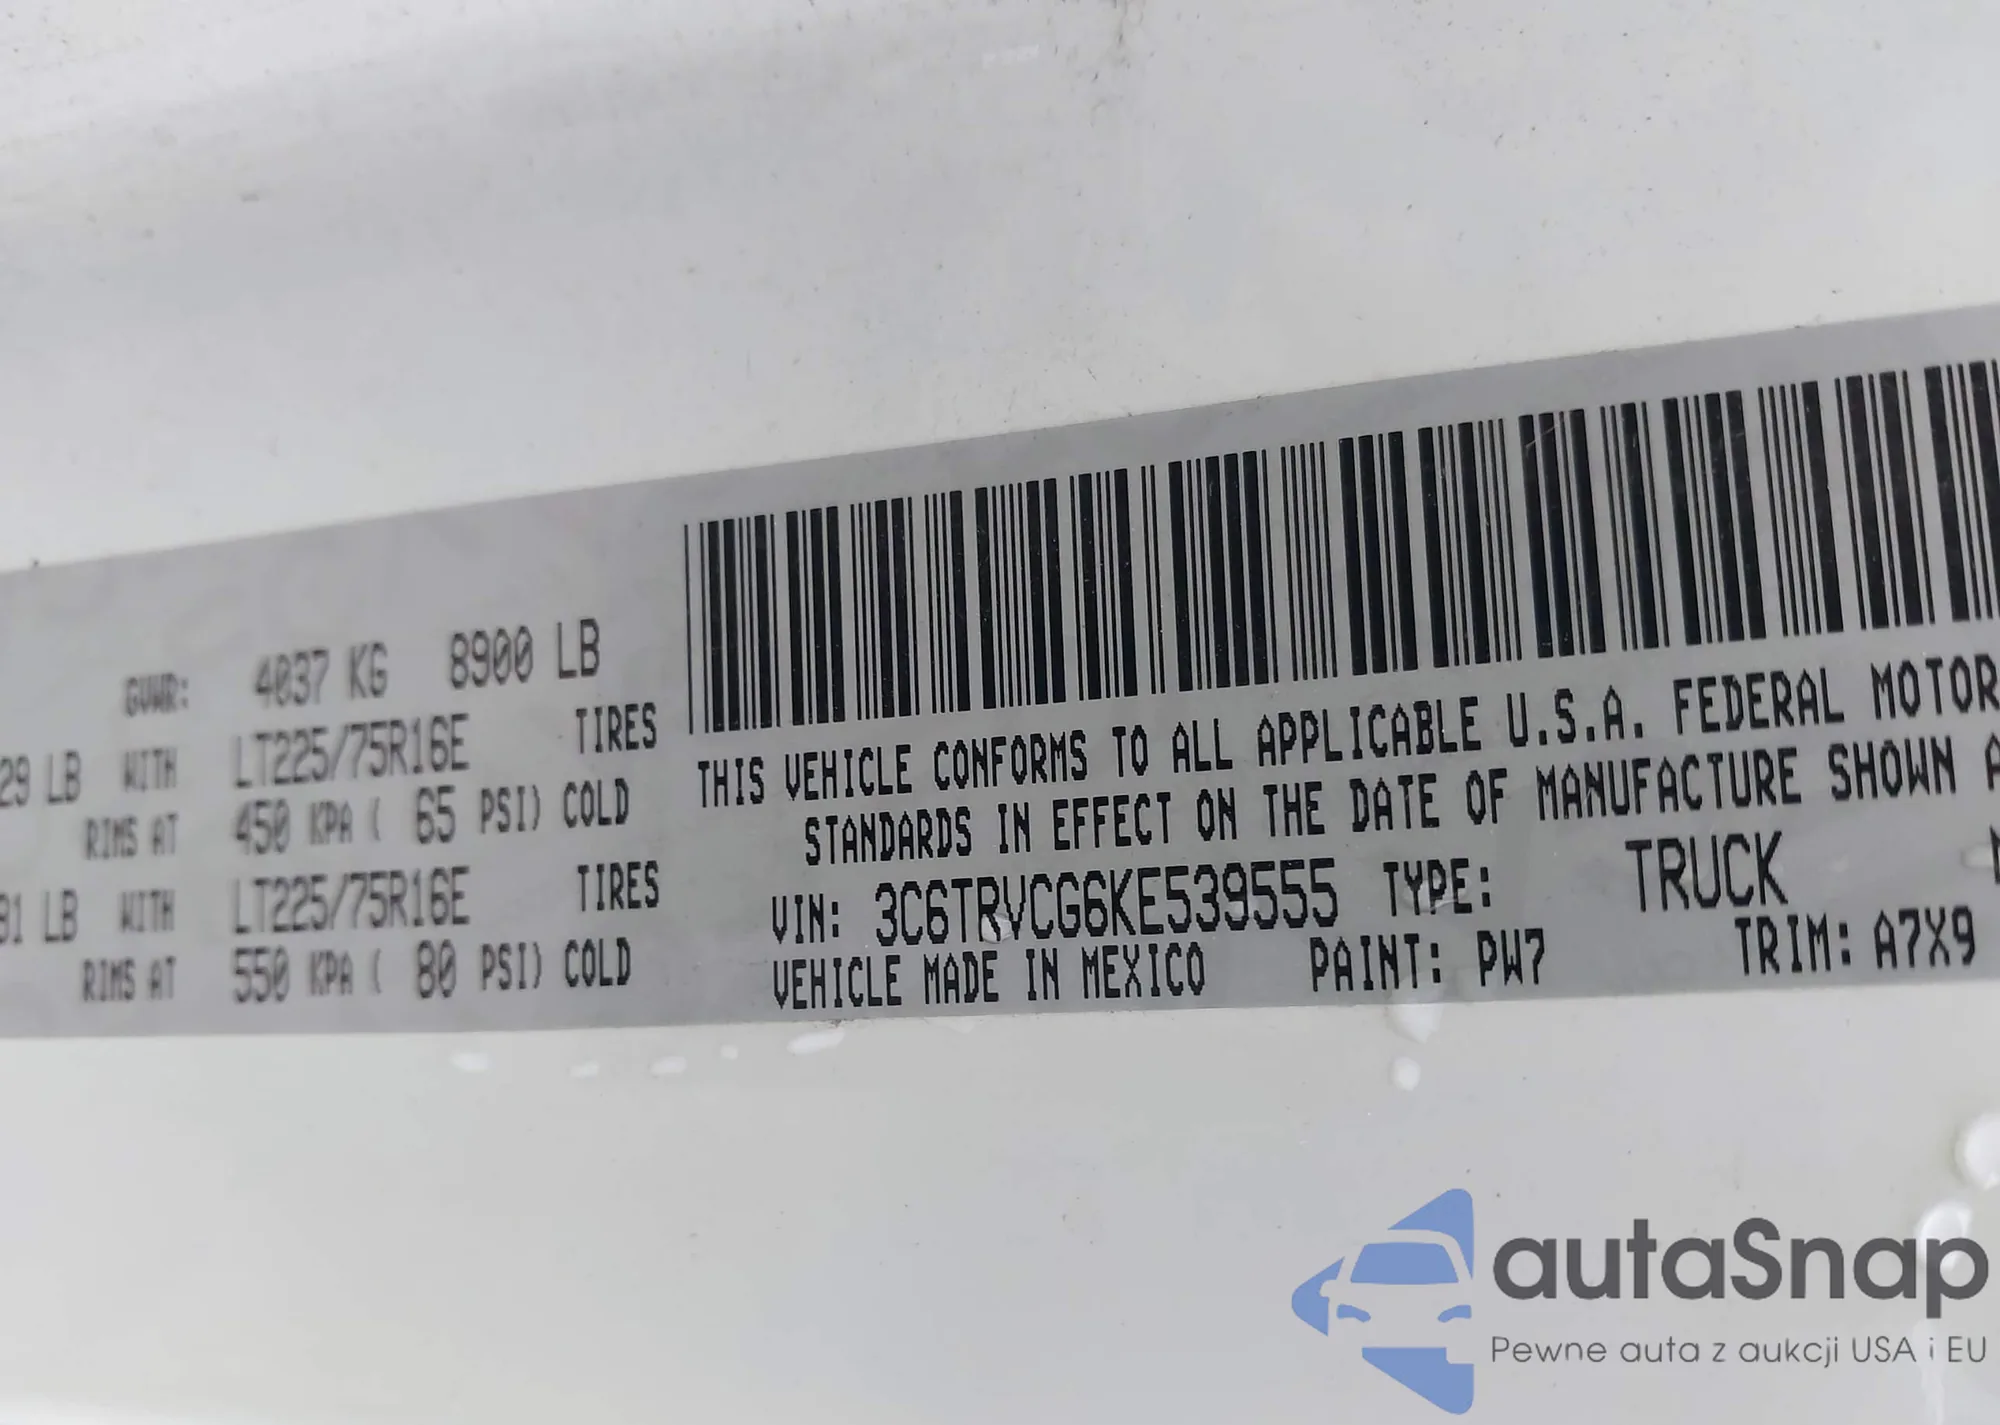 GVWR: 4037 KG 8900 LB
29 LB WITH LT225/75R16E TIRES
RIMS AT 450 KPA ( 65 PSI) COLD
91 LB WITH LT225/75R16E TIRES
RIMS AT 550 KPA ( 80 PSI) COLD
THIS VEHICLE CONFORMS TO ALL APPLICABLE U.S.A. FEDERAL MOTOR
STANDARDS IN EFFECT ON THE DATE OF MANUFACTURE SHOWN A
VIN: 3C6TRVCG6KE539555 TYPE: TRUCK
VEHICLE MADE IN MEXICO PAINT: PW7 TRIM: A7X9
autaSnap
Pewne auta z aukcji USA i EU